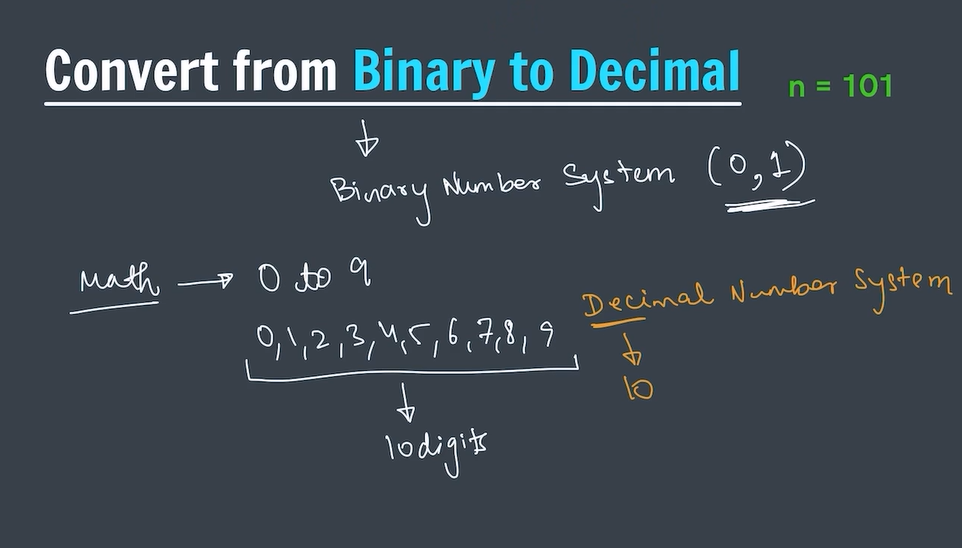 Convert from Binary to Decimal
n = 101
Binary Number System (0,1)
Math → 0 to 9
Decimal Number System
0,1,2,3,4,5,6,7,8,9
10
10 digits